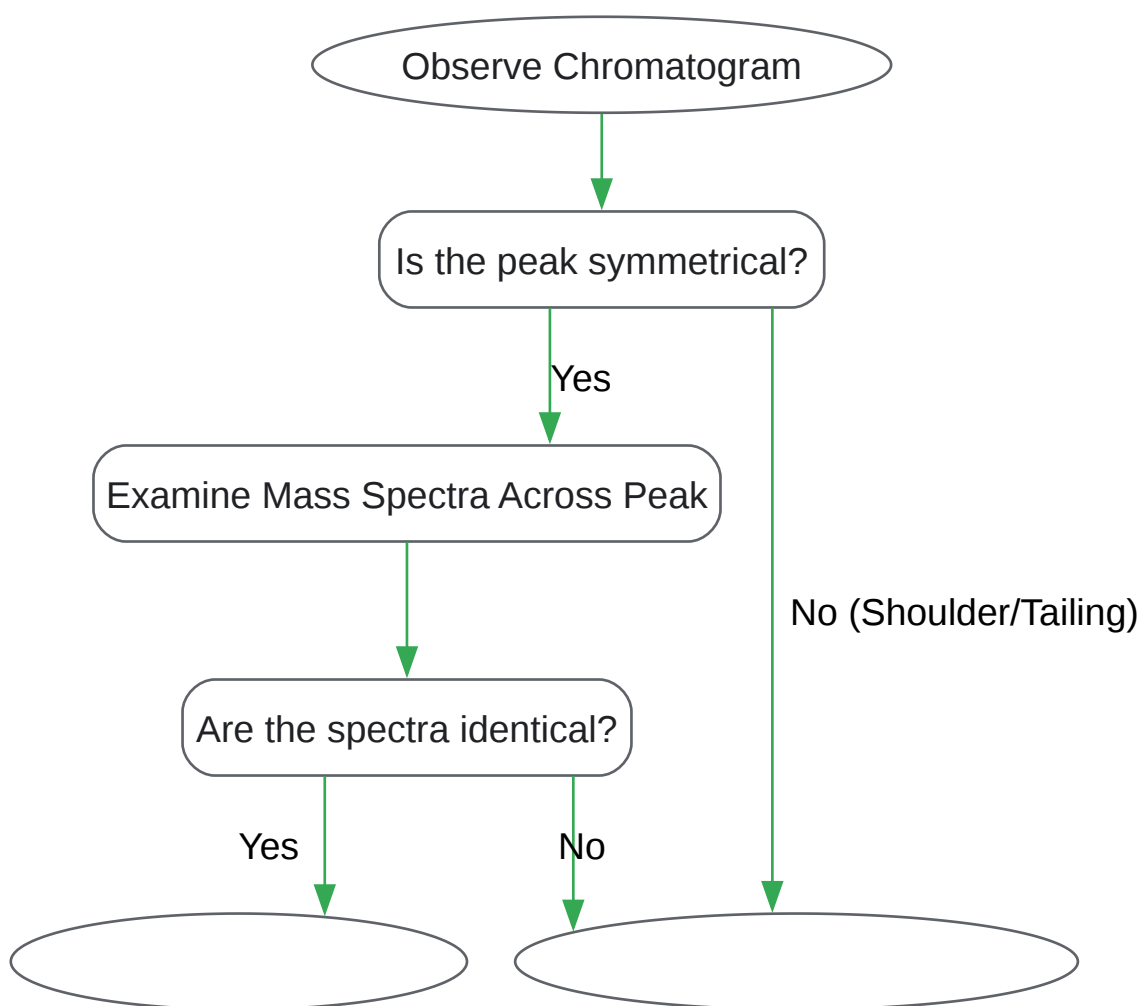 Observe Chromatogram
Is the peak symmetrical?
Yes
Examine Mass Spectra Across Peak
No (Shoulder/Tailing)
Are the spectra identical?
Yes
No